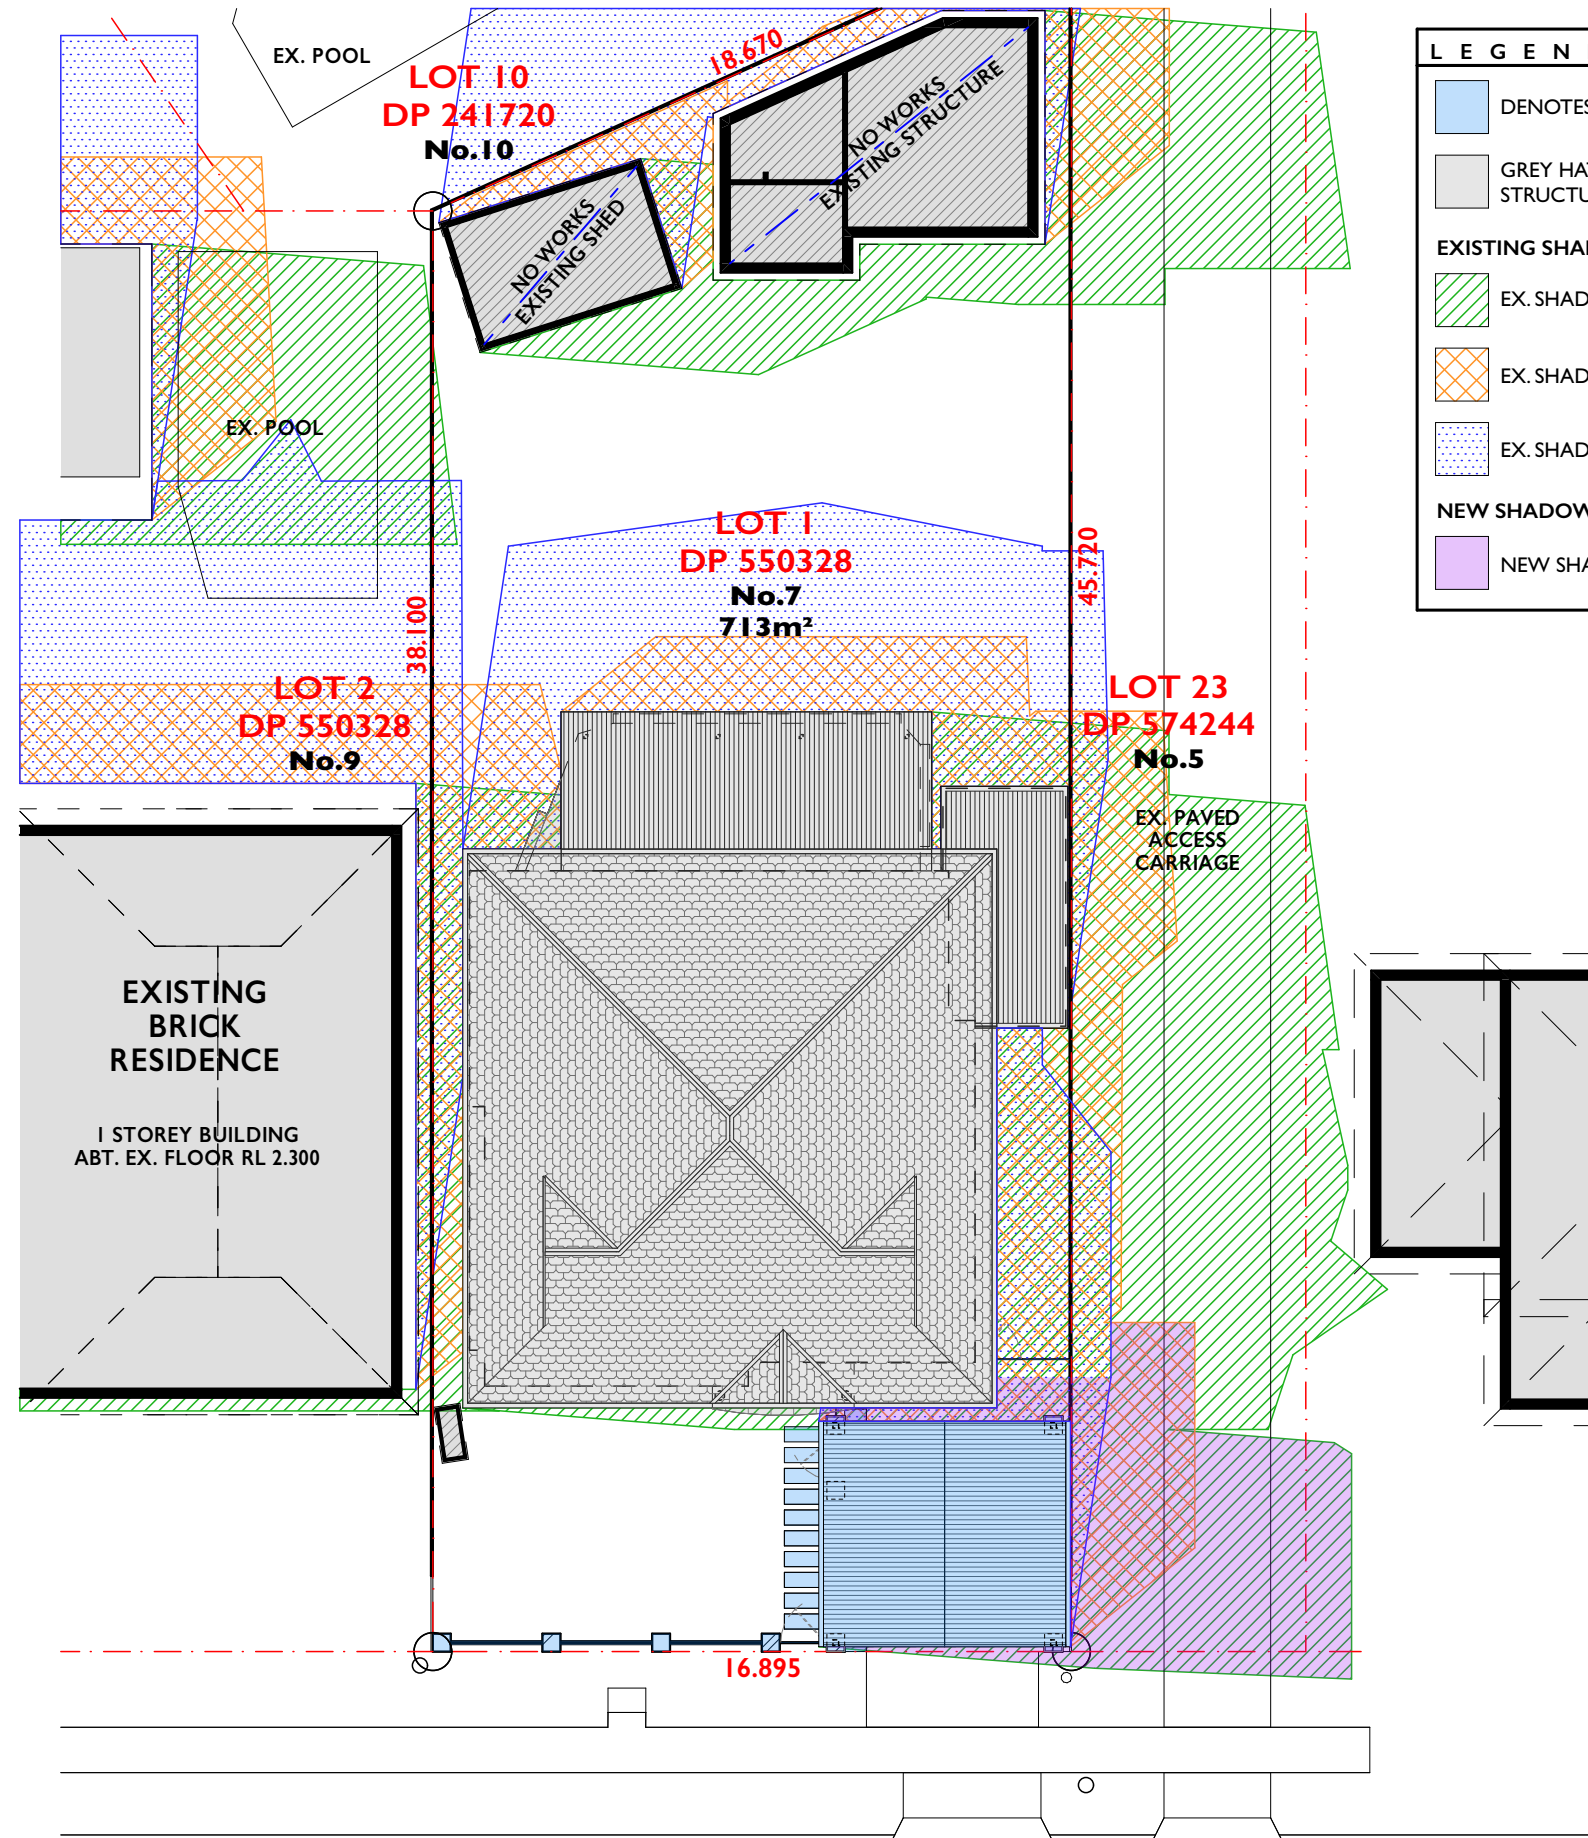 EX. POOL
LOT 10
DP 241720
No.10
18.670
NO WORKS
EXISTING STRUCTURE
NO WORKS
EXISTING SHED
EX. POOL
LOT 1
DP 550328
No.7
713m²
45.720
38.100
LOT 2
DP 550328
No.9
LOT 23
DP 574244
No.5
EX. PAVED
ACCESS
CARRIAGE
EXISTING
BRICK
RESIDENCE
1 STOREY BUILDING
ABT. EX. FLOOR RL 2.300
16.895
L E G E N
DENOTES
GREY HA
STRUCTU
EXISTING SHA
EX. SHAD
EX. SHAD
EX. SHAD
NEW SHADOW
NEW SHA